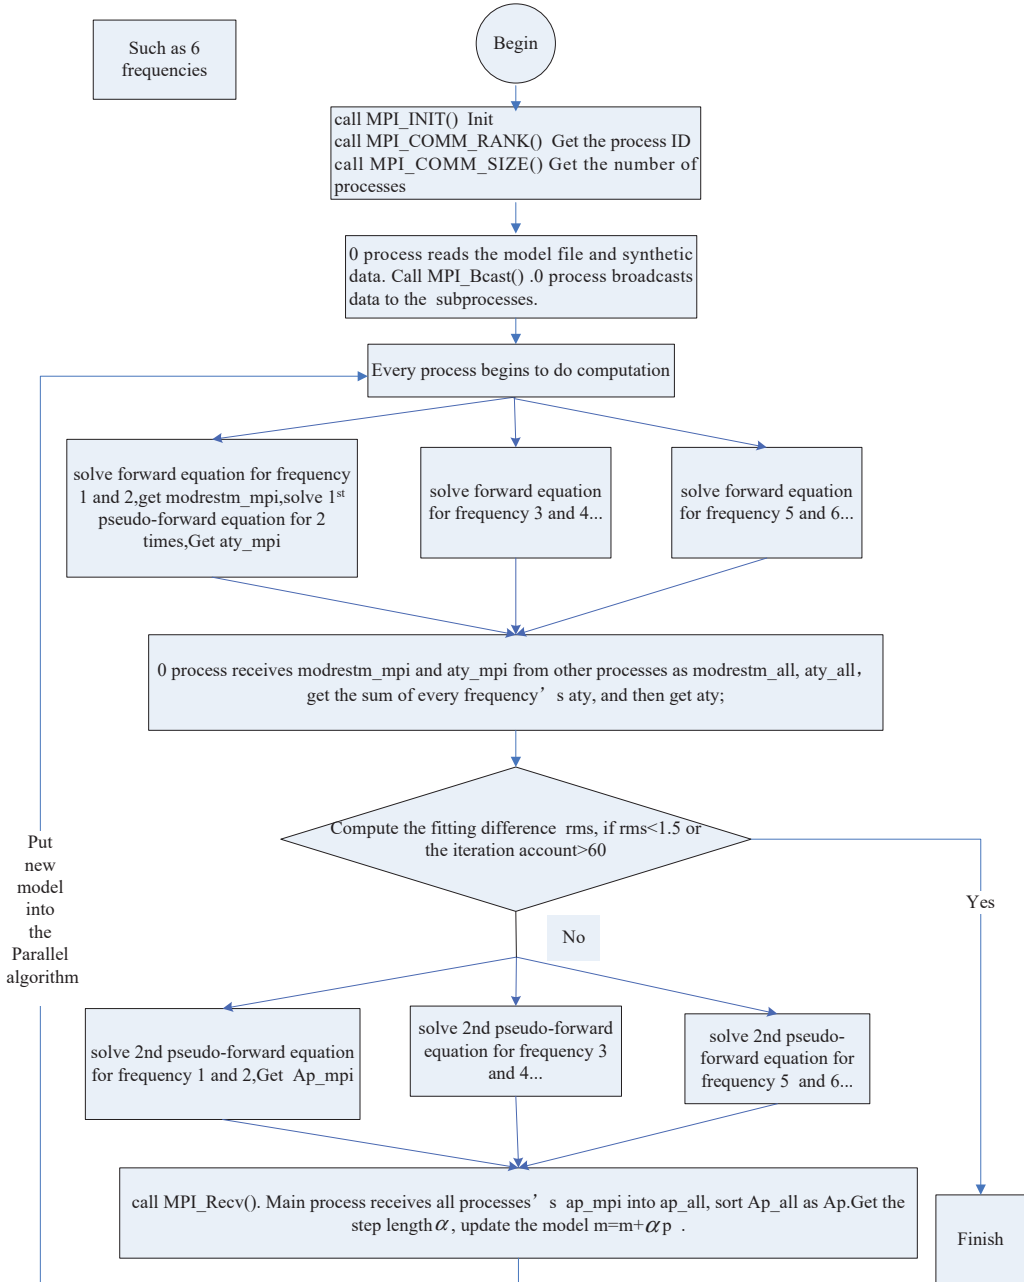 Such as 6
frequencies
Begin
call MPI_INIT()  Init
call MPI_COMM_RANK()  Get the process ID
call MPI_COMM_SIZE() Get the number of
processes
0 process reads the model file and synthetic
data. Call MPI_Bcast() .0 process broadcasts
data to the  subprocesses.
Every process begins to do computation
solve forward equation for frequency
1 and 2,get modrestm_mpi,solve 1st
pseudo-forward equation for 2
times,Get aty_mpi
solve forward equation
for frequency 3 and 4...
solve forward equation
for frequency 5 and 6...
0 process receives modrestm_mpi and aty_mpi from other processes as modrestm_all, aty_all，
get the sum of every frequency’ s aty, and then get aty;
Compute the fitting difference  rms, if rms<1.5 or
the iteration account>60
Put
new
model
into
the
Parallel
algorithm
Yes
No
solve 2nd pseudo-forward equation
for frequency 1 and 2,Get  Ap_mpi
solve 2nd pseudo-forward
equation for frequency 3
and 4...
solve 2nd pseudo-
forward equation for
frequency 5  and 6...
call MPI_Recv(). Main process receives all processes’ s ap_mpi into ap_all, sort Ap_all as Ap.Get the
step length α, update the model m=m+αp .
Finish